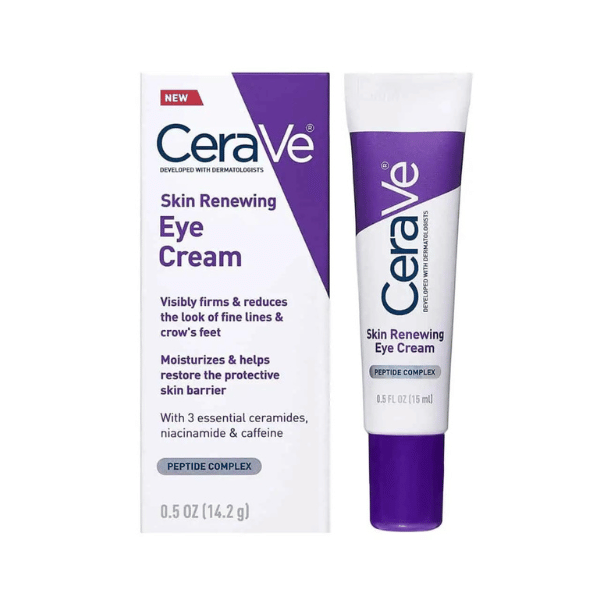 NEW
CeraVe®
DEVELOPED WITH DERMATOLOGISTS
Skin Renewing
Eye
Cream
Visibly firms & reduces
the look of fine lines &
crow's feet
Moisturizes & helps
restore the protective
skin barrier
With 3 essential ceramides,
niacinamide & caffeine
PEPTIDE COMPLEX
0.5 OZ (14.2 g)
CeraVe®
DEVELOPED WITH DERMATOLOGISTS
Skin Renewing
Eye Cream
PEPTIDE COMPLEX
0.5 FL OZ (15 ml)